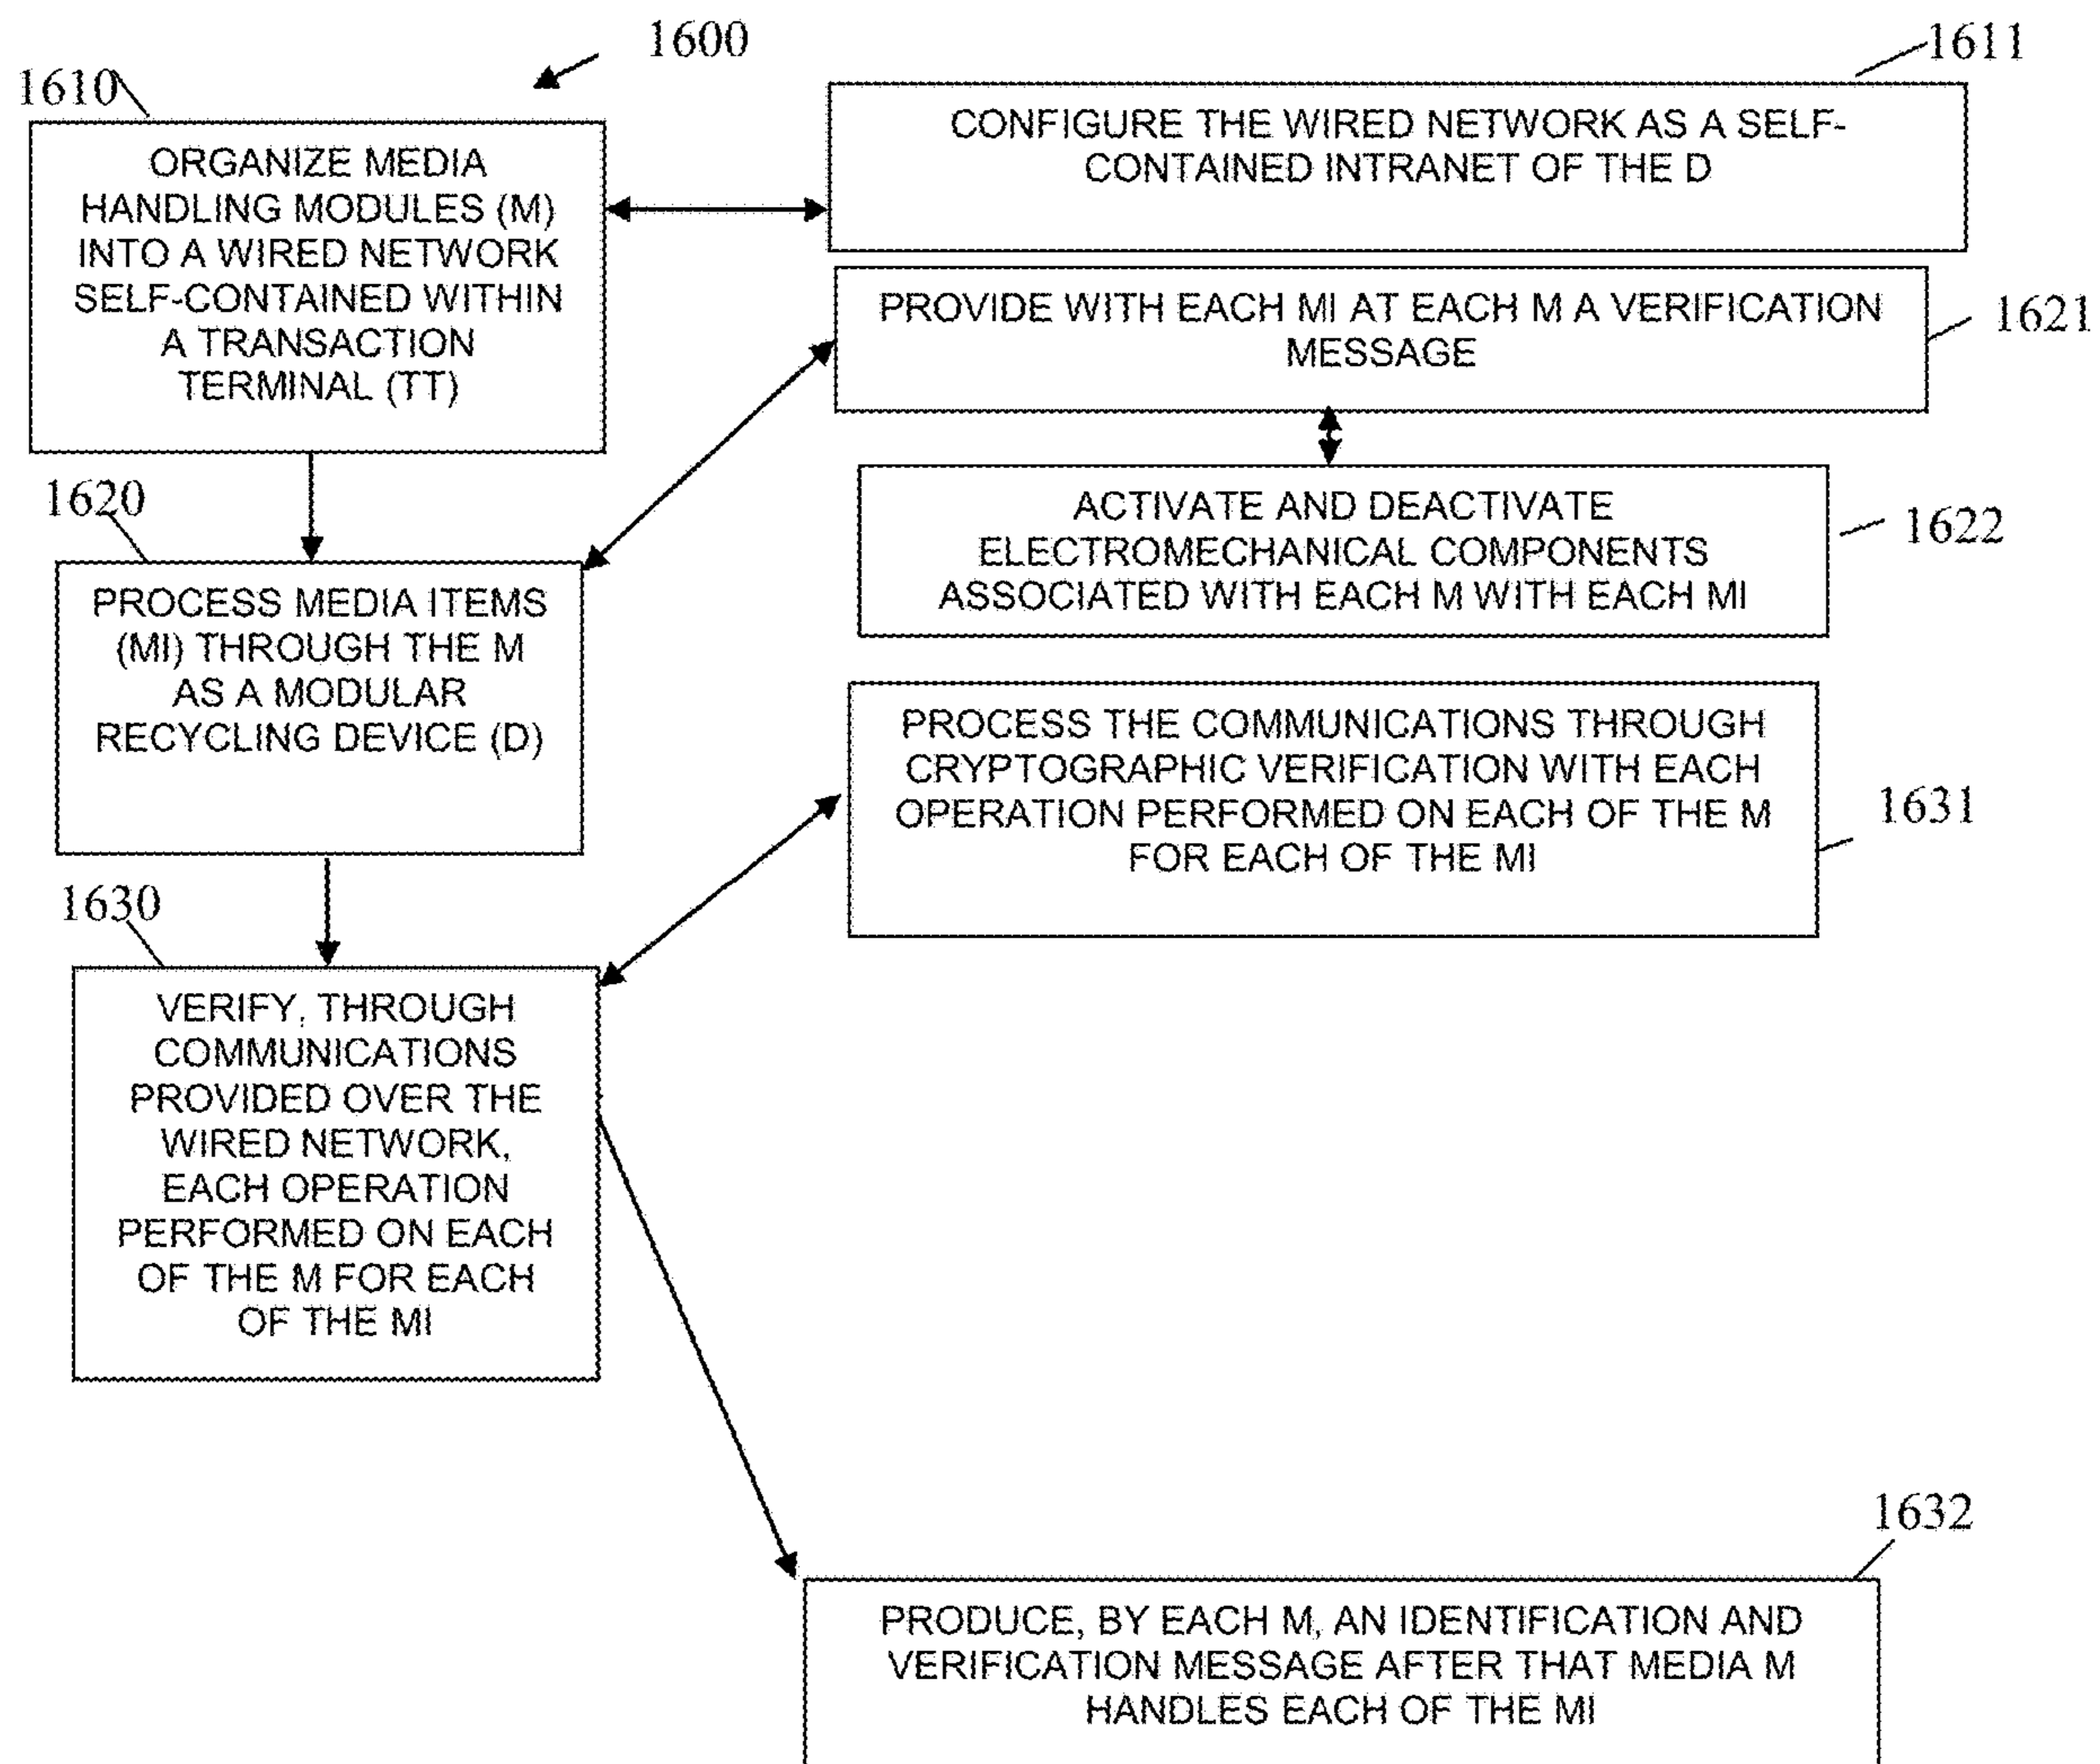 1600
1611
1610
CONFIGURE THE WIRED NETWORK AS A SELF-
CONTAINED INTRANET OF THE D
ORGANIZE MEDIA
HANDLING MODULES (M)
INTO A WIRED NETWORK
SELF-CONTAINED WITHIN
A TRANSACTION
TERMINAL (TT)
PROVIDE WITH EACH MI AT EACH M A VERIFICATION
MESSAGE
1621
1620
ACTIVATE AND DEACTIVATE
ELECTROMECHANICAL COMPONENTS
ASSOCIATED WITH EACH M WITH EACH MI
1622
PROCESS MEDIA ITEMS
(MI) THROUGH THE M
AS A MODULAR
RECYCLING DEVICE (D)
PROCESS THE COMMUNICATIONS THROUGH
CRYPTOGRAPHIC VERIFICATION WITH EACH
OPERATION PERFORMED ON EACH OF THE M
FOR EACH OF THE MI
1631
1630
VERIFY, THROUGH
COMMUNICATIONS
PROVIDED OVER THE
WIRED NETWORK,
EACH OPERATION
PERFORMED ON EACH
OF THE M FOR EACH
OF THE MI
1632
PRODUCE, BY EACH M, AN IDENTIFICATION AND
VERIFICATION MESSAGE AFTER THAT MEDIA M
HANDLES EACH OF THE MI